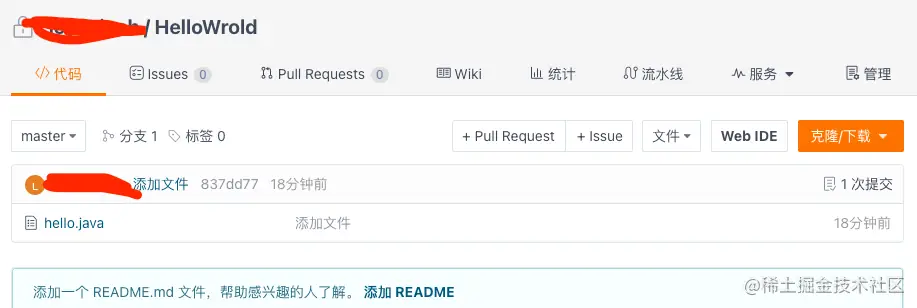 / HelloWrold
代码 Issues 0 Pull Requests 0 Wiki 统计 流水线 服务 管理
master 分支 1 标签 0 + Pull Request + Issue 文件 Web IDE 克隆/下载
L 添加文件 837dd77 18分钟前 1 次提交
hello.java 添加文件 18分钟前
添加一个 README.md 文件，帮助感兴趣的人了解。 添加 README
@稀土掘金技术社区